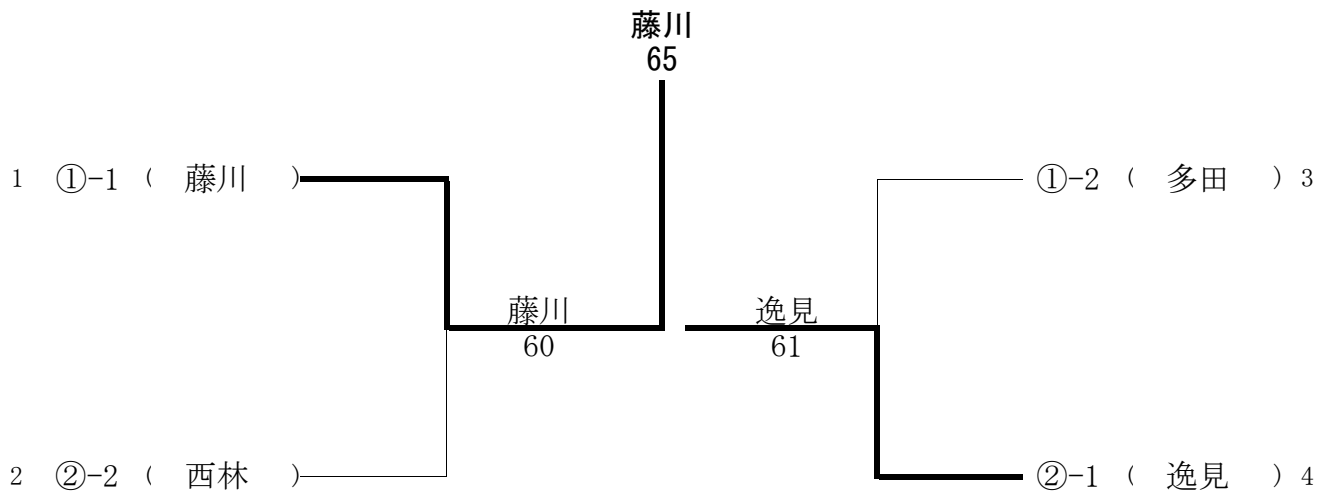 藤川
65
1 ①-1 ( 藤川 )
①-2 ( 多田 ) 3
藤川
60
逸見
61
2 ②-2 ( 西林 )
②-1 ( 逸見 ) 4